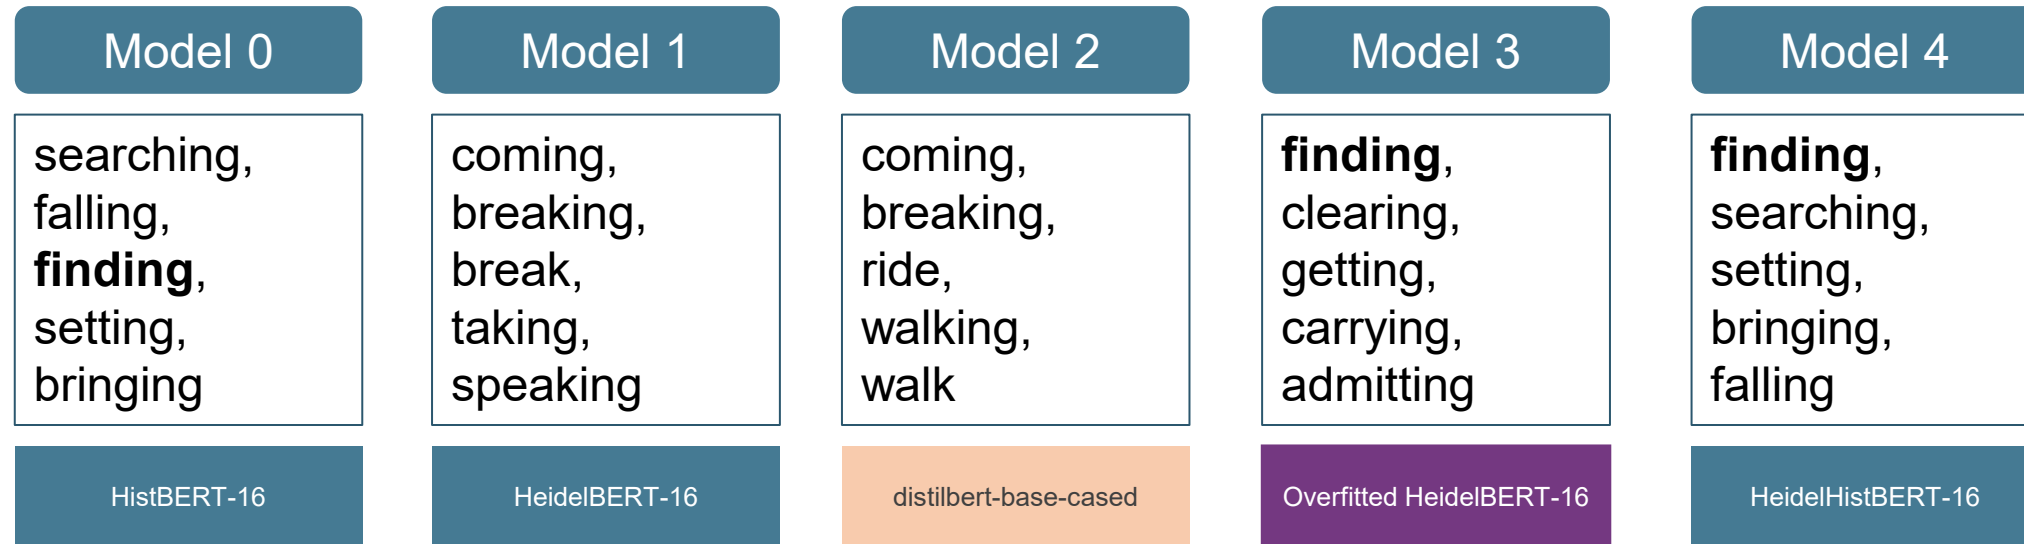 Model 0
searching,
falling,
finding,
setting,
bringing
HistBERT-16
Model 1
coming,
breaking,
break,
taking,
speaking
HeidelBERT-16
Model 2
coming,
breaking,
ride,
walking,
walk
distilbert-base-cased
Model 3
finding,
clearing,
getting,
carrying,
admitting
Overfitted HeidelBERT-16
Model 4
finding,
searching,
setting,
bringing,
falling
HeidelHistBERT-16